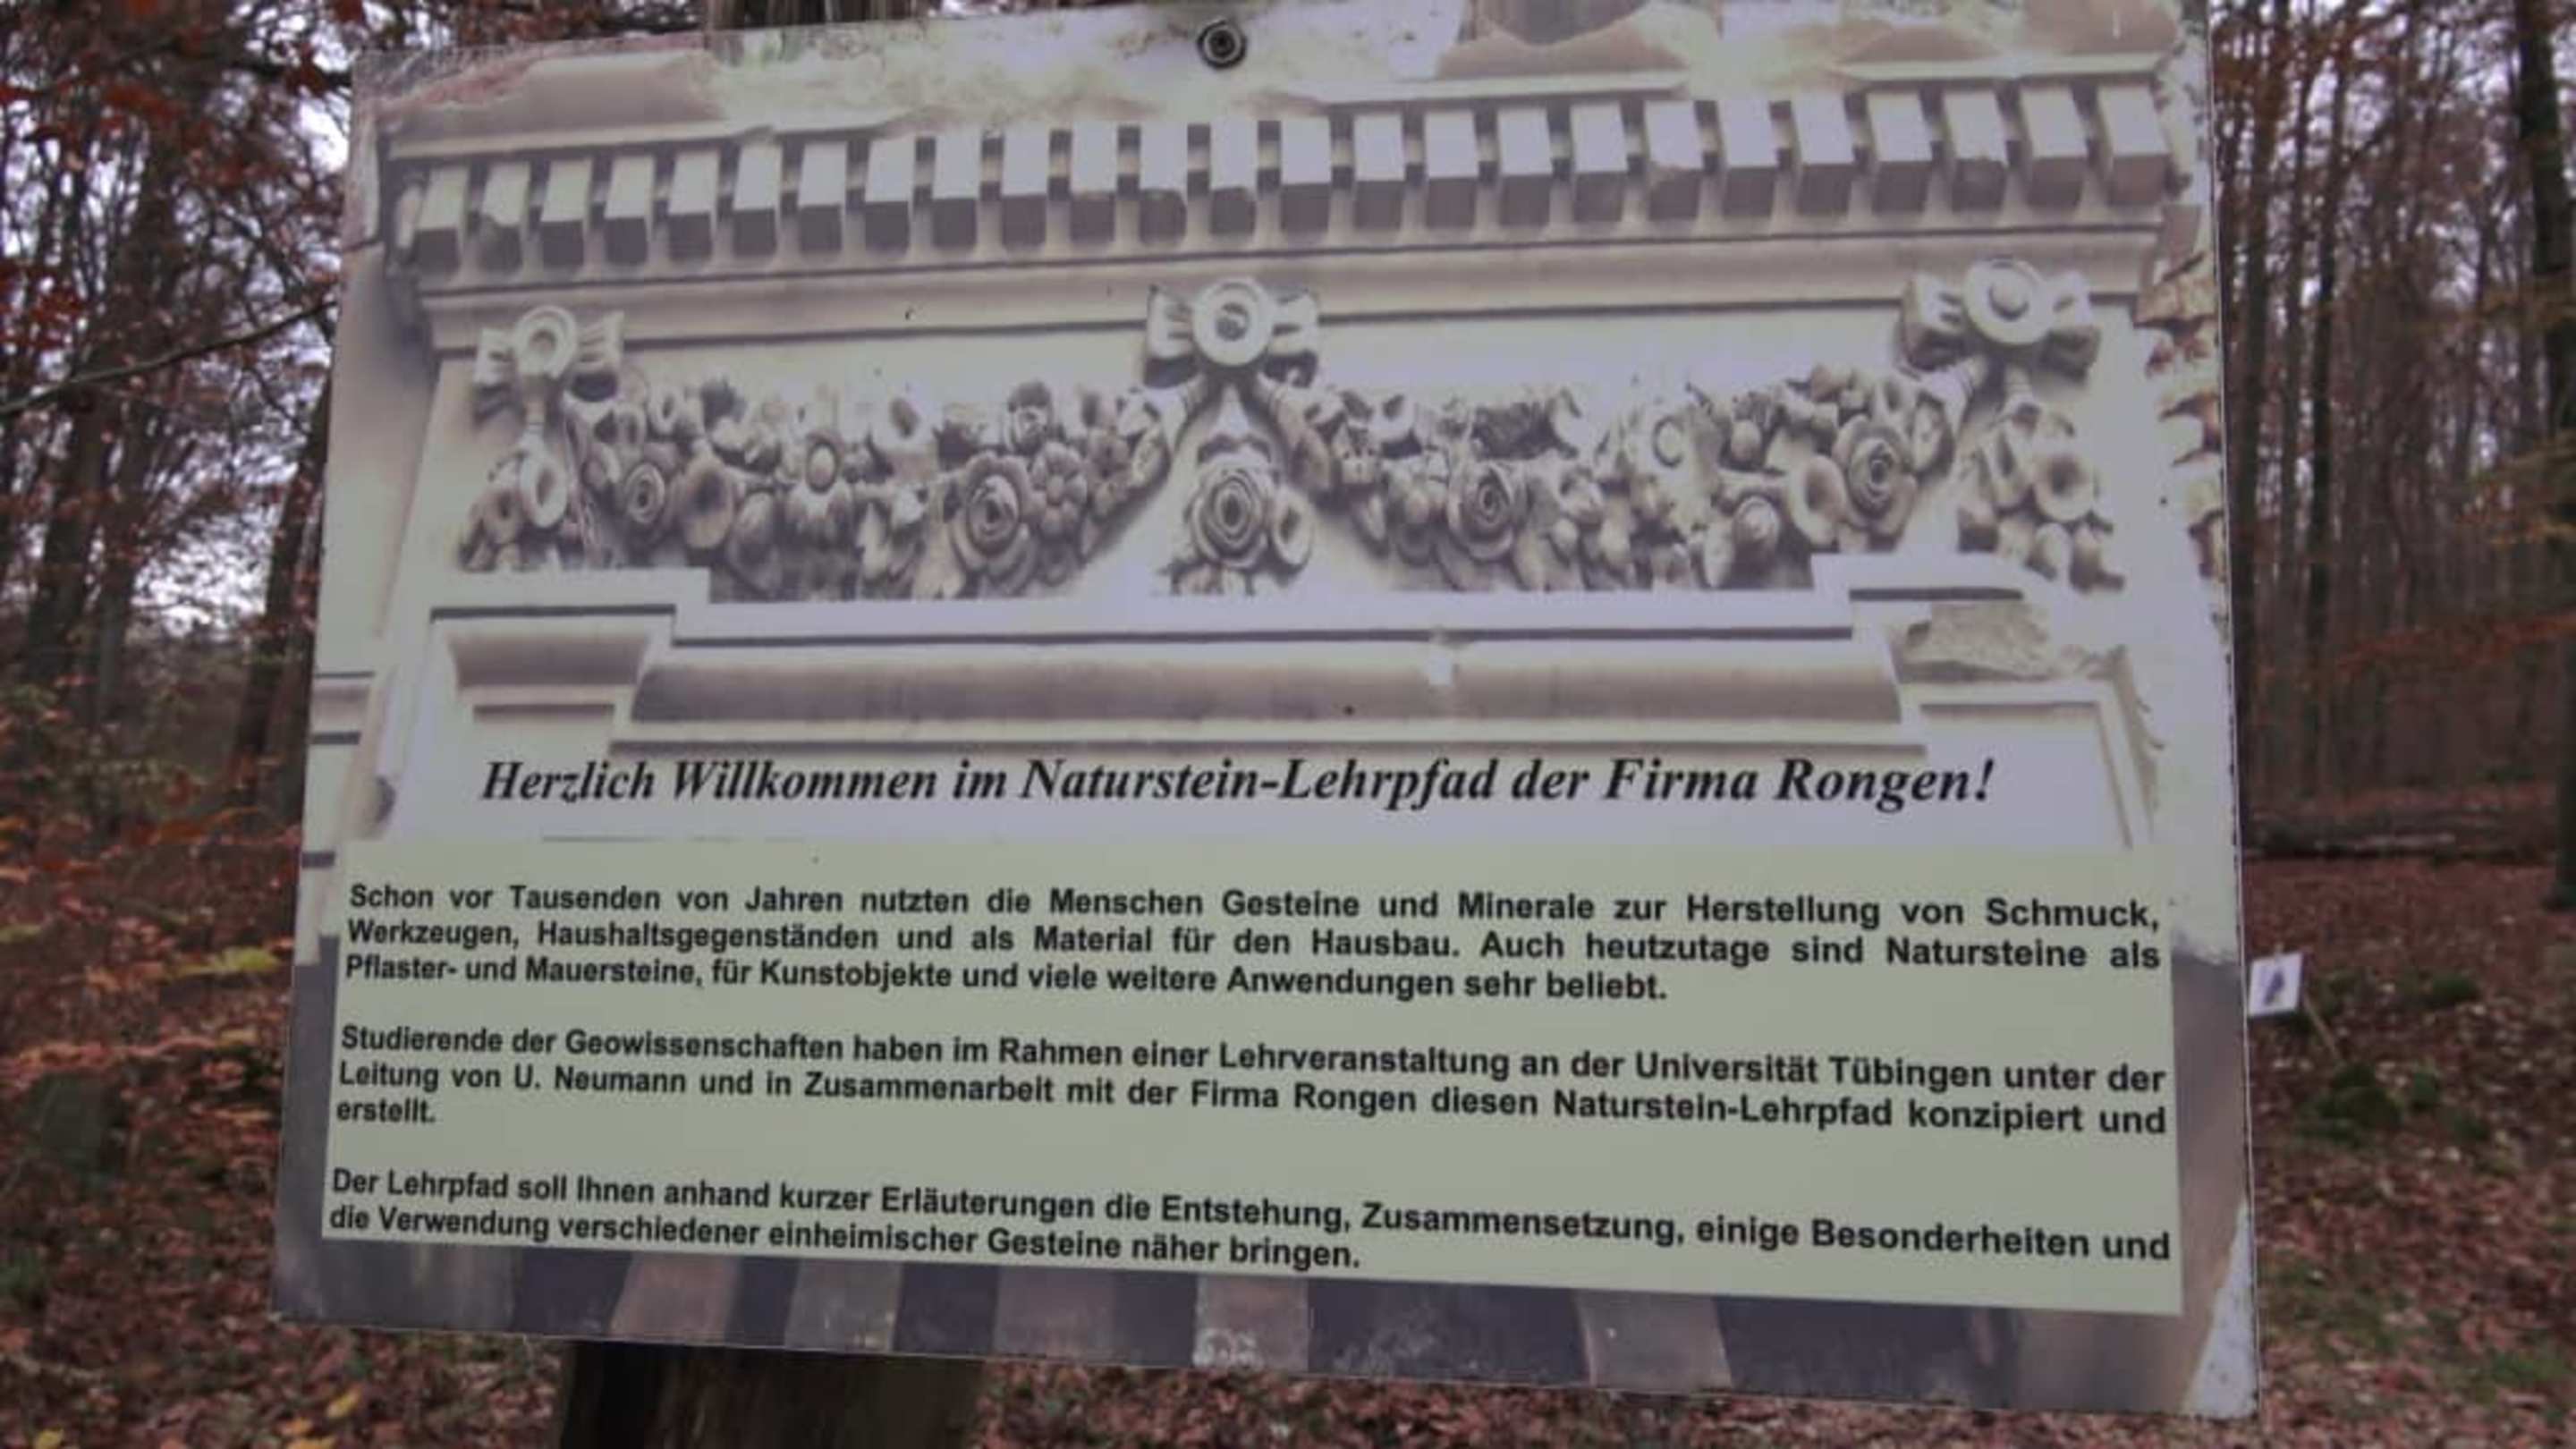 Herzlich Willkommen im Naturstein-Lehrpfad der Firma Rongen!
Schon vor Tausenden von Jahren nutzten die Menschen Gesteine und Minerale zur Herstellung von Schmuck,
Werkzeugen, Haushaltsgegenständen und als Material für den Hausbau. Auch heutzutage sind Natursteine als
Pflaster- und Mauersteine, für Kunstobjekte und viele weitere Anwendungen sehr beliebt.
Studierende der Geowissenschaften haben im Rahmen einer Lehrveranstaltung an der Universität Tübingen unter der
Leitung von U. Neumann und in Zusammenarbeit mit der Firma Rongen diesen Naturstein-Lehrpfad konzipiert und
erstellt.
Der Lehrpfad soll Ihnen anhand kurzer Erläuterungen die Entstehung, Zusammensetzung, einige Besonderheiten und
die Verwendung verschiedener einheimischer Gesteine näher bringen.